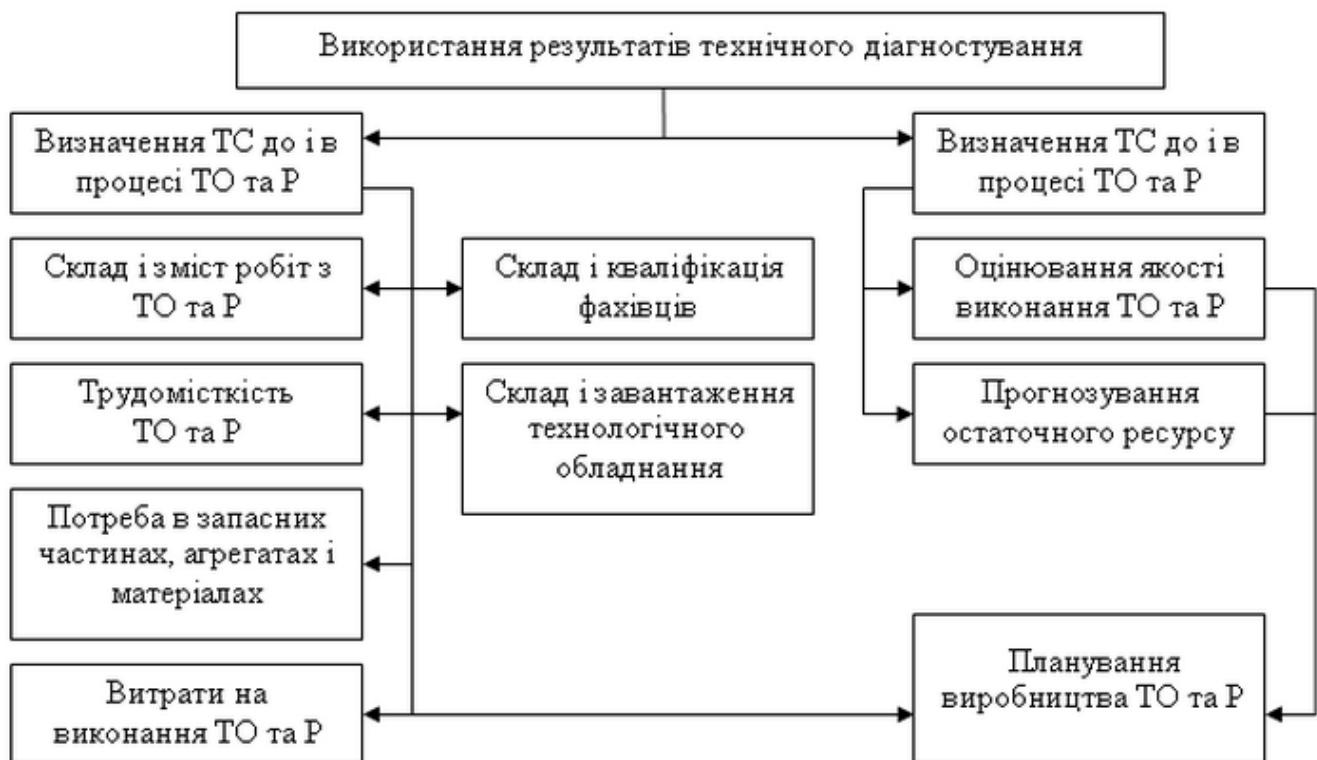 Використання результатів технічного діагностування
Визначення ТС до і в
процесі ТО та Р
Визначення ТС до і в
процесі ТО та Р
Склад і зміст робіт з
ТО та Р
Склад і кваліфікація
фахівців
Оцінювання якості
виконання ТО та Р
Трудомісткість
ТО та Р
Склад і завантаження
технологічного
обладнання
Прогнозування
остаточного ресурсу
Потреба в запасних
частинах, агрегатах і
матеріалах
Витрати на
виконання ТО та Р
Планування
виробництва ТО та Р